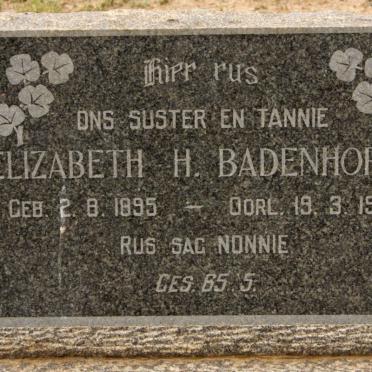 Hier rus
ONS SUSTER EN TANNIE
ELIZABETH H. BADENHOR
GEB. 2. 8. 1895 — OORL. 19. 3. 19
RUS SAG NONNIE
GES. 65. 5.